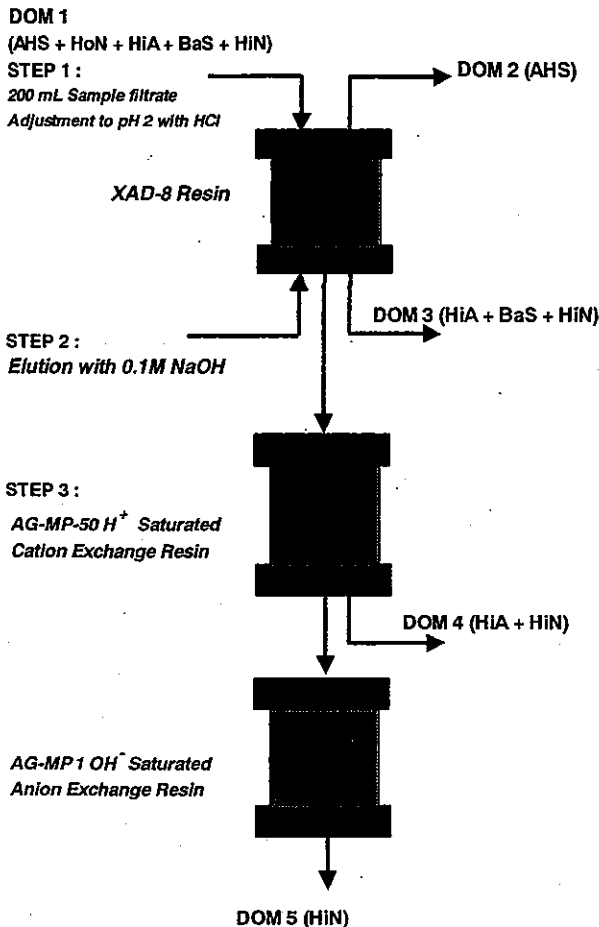 DOM 1
(AHS + HoN + HiA + BaS + HiN)
STEP 1 :
200 mL Sample filtrate
Adjustment to pH 2 with HCl
DOM 2 (AHS)
XAD-8 Resin
DOM 3 (HiA + BaS + HiN)
STEP 2 :
Elution with 0.1M NaOH
STEP 3 :
AG-MP-50 H⁺ Saturated
Cation Exchange Resin
DOM 4 (HiA + HiN)
AG-MP1 OH⁻ Saturated
Anion Exchange Resin
DOM 5 (HiN)